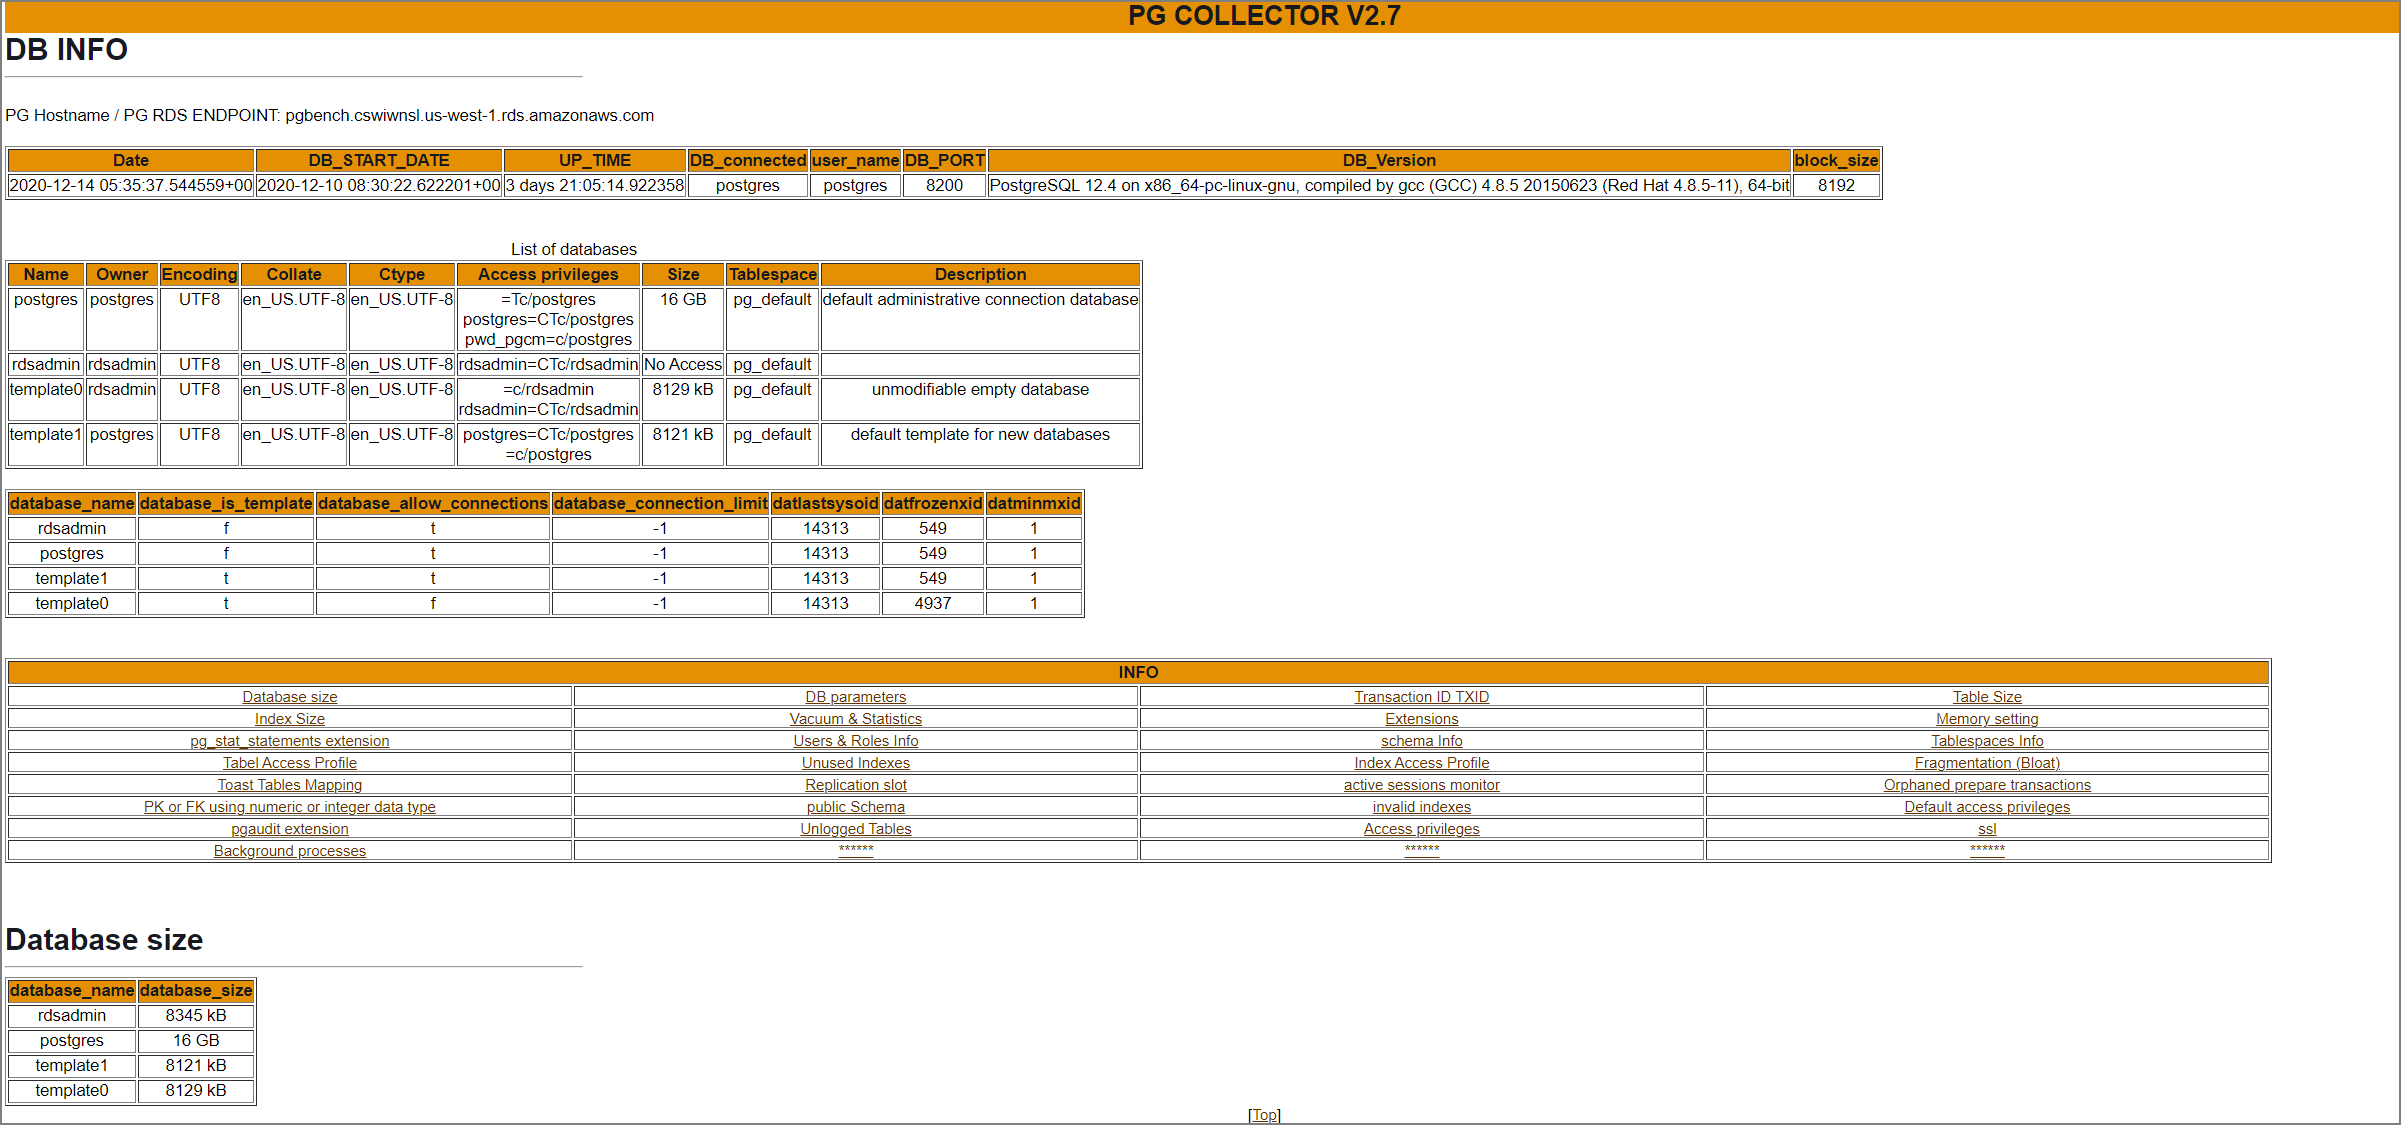 PG COLLECTOR V2.7
DB INFO
PG Hostname / PG RDS ENDPOINT: pgbench.cswiwnsl.us-west-1.rds.amazonaws.com
Date DB_START_DATE UP_TIME DB_connected user_name DB_PORT DB_Version block_size
2020-12-14 05:35:37.544559+00 2020-12-10 08:30:22.622201+00 3 days 21:05:14.922358 postgres postgres 8200 PostgreSQL 12.4 on x86_64-pc-linux-gnu, compiled by gcc (GCC) 4.8.5 20150623 (Red Hat 4.8.5-11), 64-bit 8192
List of databases
Name Owner Encoding Collate Ctype Access privileges Size Tablespace Description
postgres postgres UTF8 en_US.UTF-8 en_US.UTF-8 =Tc/postgres 16 GB pg_default default administrative connection database
postgres=CTc/postgres
pwd_pgcm=c/postgres
rdsadmin rdsadmin UTF8 en_US.UTF-8 en_US.UTF-8 rdsadmin=CTc/rdsadmin No Access pg_default
template0 rdsadmin UTF8 en_US.UTF-8 en_US.UTF-8 =c/rdsadmin 8129 kB pg_default unmodifiable empty database
rdsadmin=CTc/rdsadmin
template1 postgres UTF8 en_US.UTF-8 en_US.UTF-8 postgres=CTc/postgres 8121 kB pg_default default template for new databases
=c/postgres
database_name database_is_template database_allow_connections database_connection_limit datlastsysoid datfrozenxid datminmxid
rdsadmin f t -1 14313 549 1
postgres f t -1 14313 549 1
template1 t t -1 14313 549 1
template0 t f -1 14313 4937 1
INFO
Database size DB parameters Transaction ID TXID Table Size
Index Size Vacuum & Statistics Extensions Memory setting
pg_stat_statements extension Users & Roles Info schema Info Tablespaces Info
Tabel Access Profile Unused Indexes Index Access Profile Fragmentation (Bloat)
Toast Tables Mapping Replication slot active sessions monitor Orphaned prepare transactions
PK or FK using numeric or integer data type public Schema invalid indexes Default access privileges
pgaudit extension Unlogged Tables Access privileges ssl
Background processes ****** ****** ******
Database size
database_name database_size
rdsadmin 8345 kB
postgres 16 GB
template1 8121 kB
template0 8129 kB
[Top]